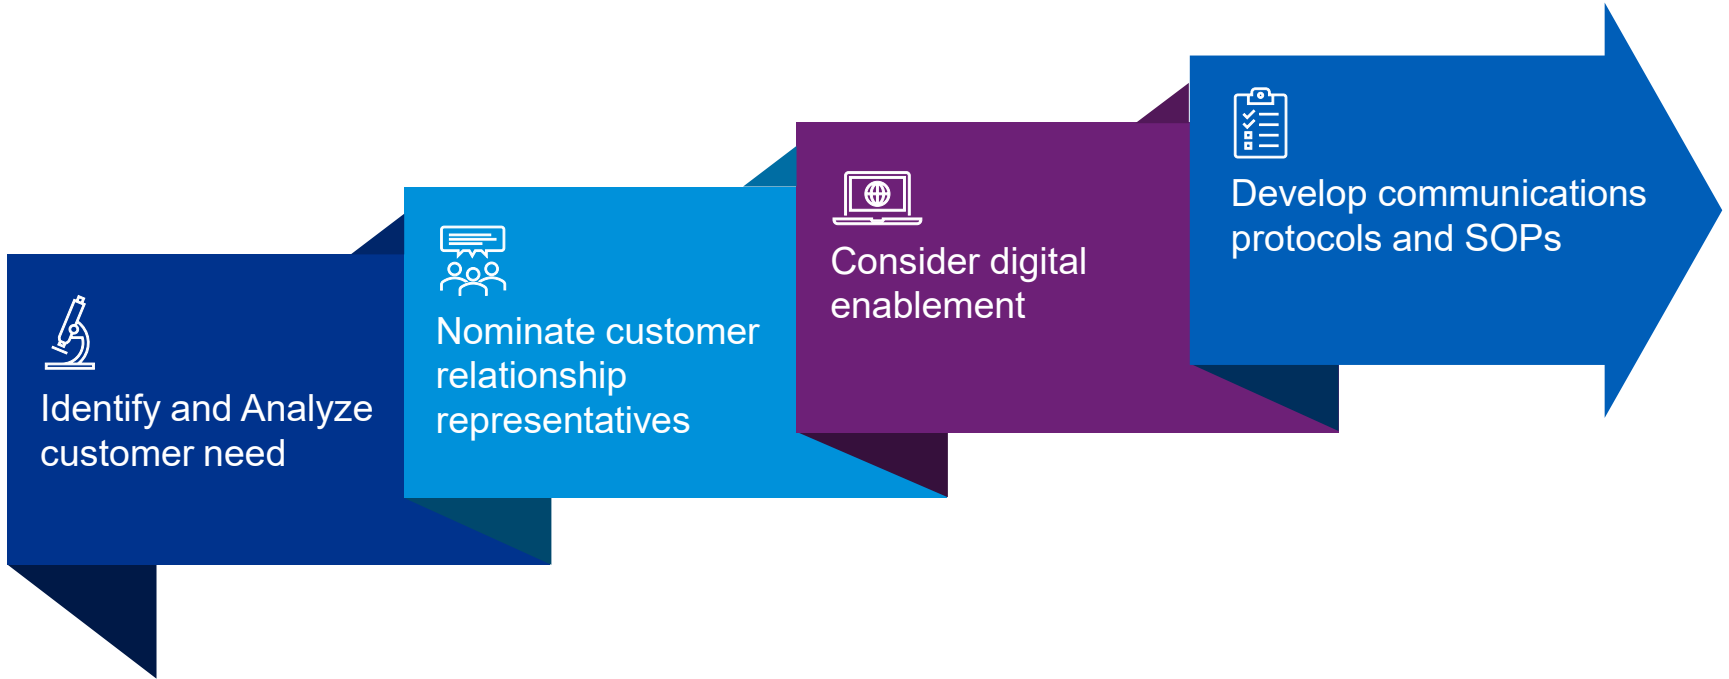 Identify and Analyze
customer need
Nominate customer
relationship
representatives
Consider digital
enablement
Develop communications
protocols and SOPs